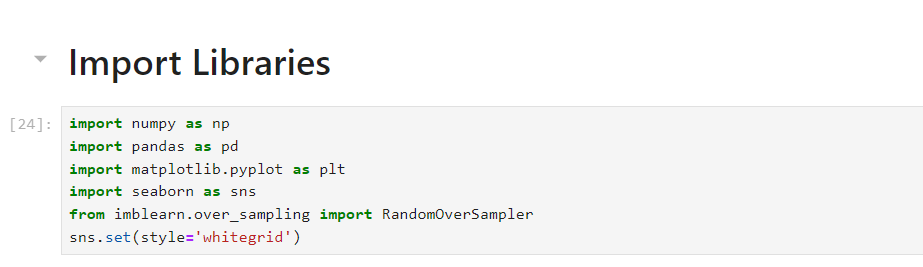 Import Libraries
[24]:
import numpy as np
import pandas as pd
import matplotlib.pyplot as plt
import seaborn as sns
from imblearn.over_sampling import RandomOverSampler
sns.set(style='whitegrid')